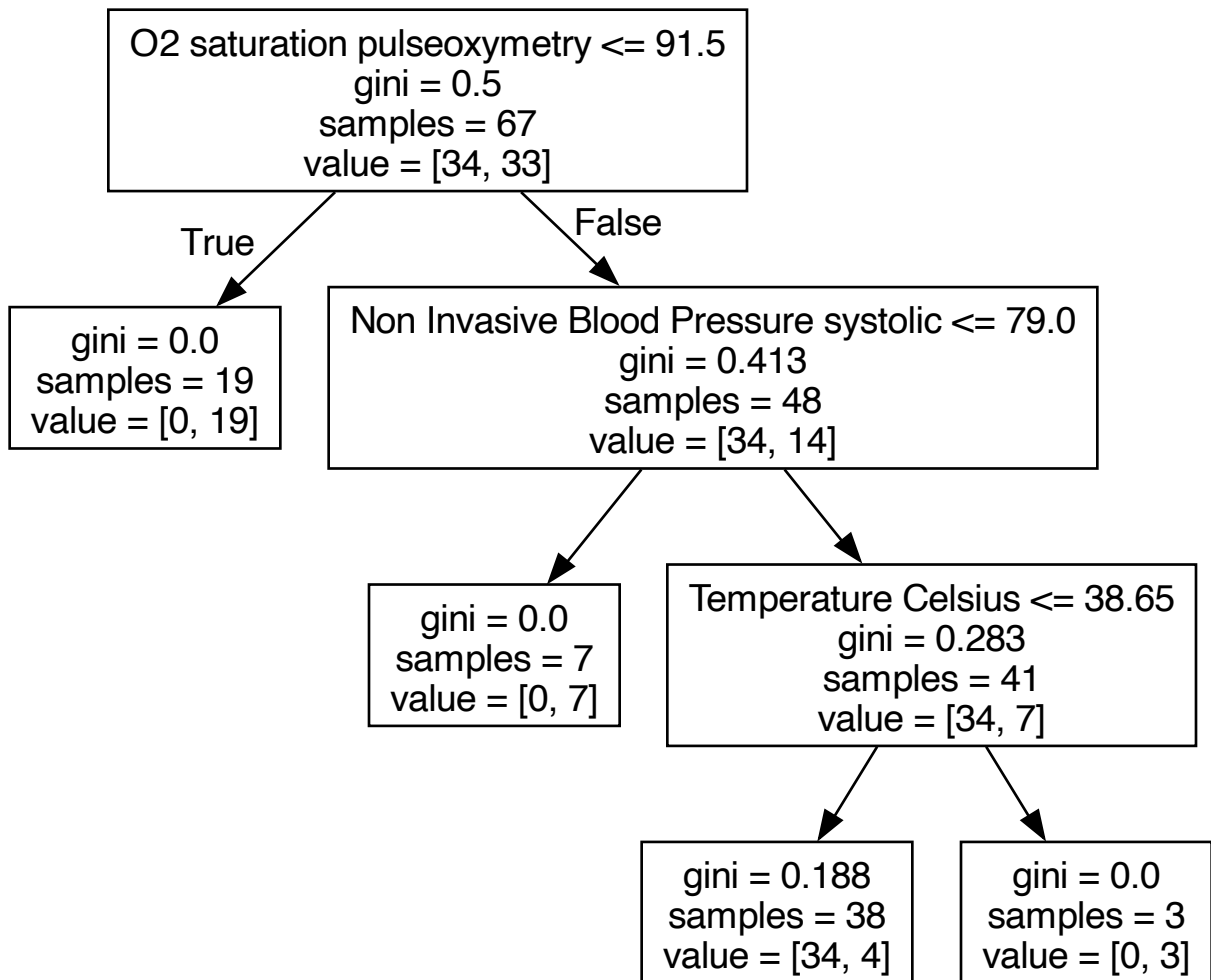 O2 saturation pulseoxymetry <= 91.5
gini = 0.5
samples = 67
value = [34, 33]
True
False
gini = 0.0
samples = 19
value = [0, 19]
Non Invasive Blood Pressure systolic <= 79.0
gini = 0.413
samples = 48
value = [34, 14]
gini = 0.0
samples = 7
value = [0, 7]
Temperature Celsius <= 38.65
gini = 0.283
samples = 41
value = [34, 7]
gini = 0.188
samples = 38
value = [34, 4]
gini = 0.0
samples = 3
value = [0, 3]